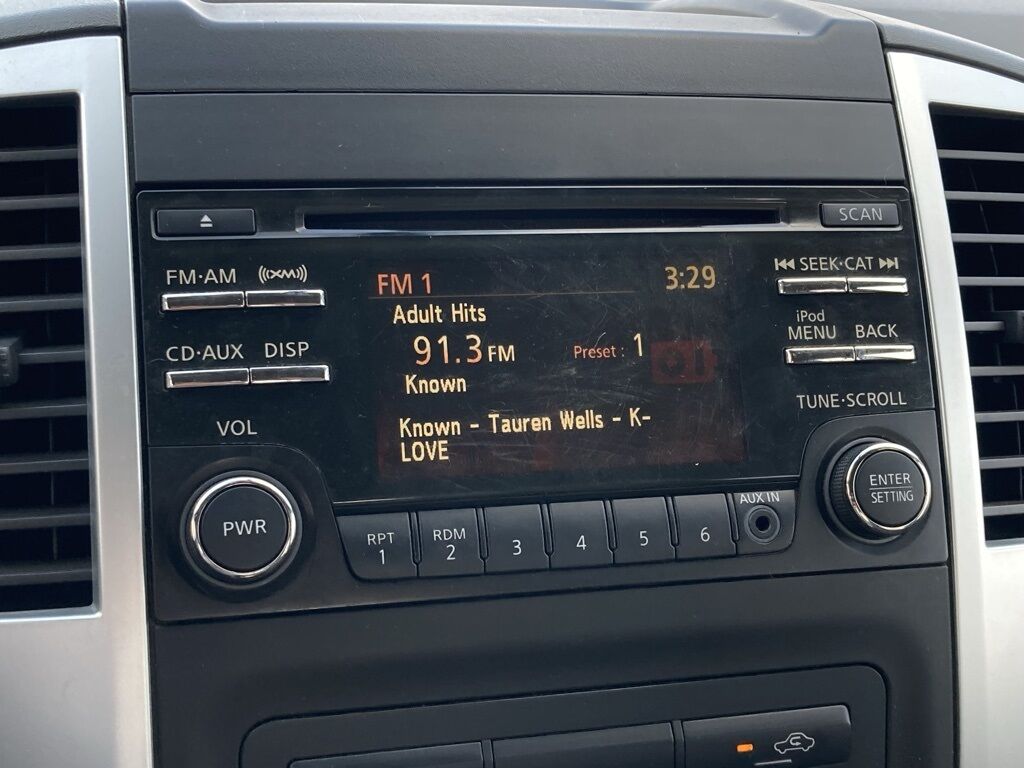 SCAN
FM·AM
((XM))
SEEK·CAT
FM 1
3:29
Adult Hits
91.3 FM
Preset : 1
Known
Known - Tauren Wells - K-
LOVE
iPod
MENU
BACK
CD·AUX
DISP
TUNE·SCROLL
VOL
PWR
ENTER
SETTING
RPT
1
RDM
2
3
4
5
6
AUX IN